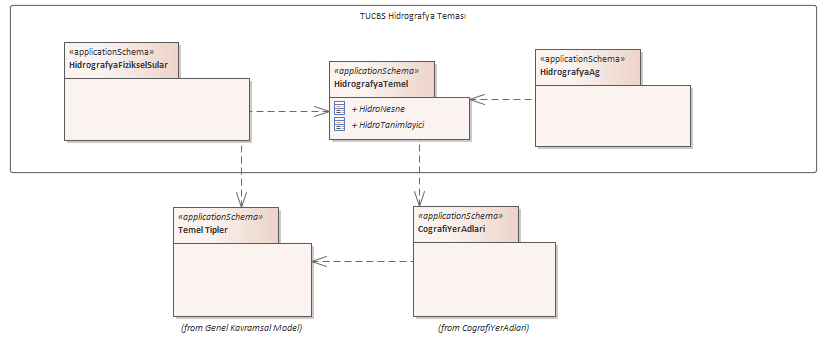 TUCBS Hidrografya Teması
«applicationSchema»
HidrografyaFizikselSular
«applicationSchema»
HidrografyaTemel
+ HidroNesne
+ HidroTanimlayici
«applicationSchema»
HidrografyaAg
«applicationSchema»
Temel Tipler
(from Genel Kavramsal Model)
«applicationSchema»
CografiYerAdlari
(from CografiYerAdlari)